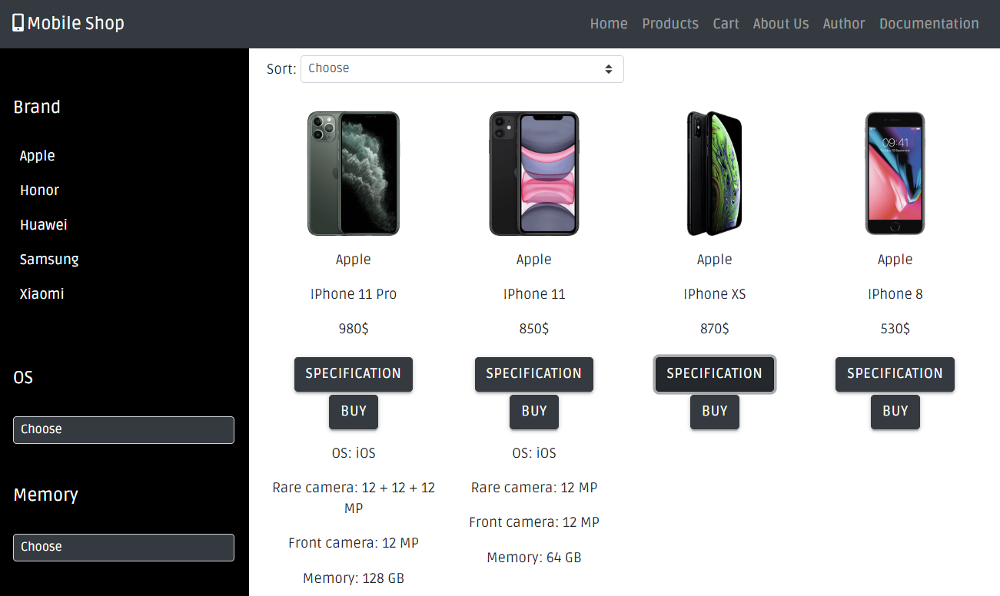 Mobile Shop
Home Products Cart About Us Author Documentation
Brand
Apple
Honor
Huawei
Samsung
Xiaomi
OS
Choose
Memory
Choose
Sort: Choose
09:41
Apple
IPhone 11 Pro
980$
SPECIFICATION
BUY
OS: iOS
Rare camera: 12 + 12 + 12
MP
Front camera: 12 MP
Memory: 128 GB
Apple
IPhone 11
850$
SPECIFICATION
BUY
OS: iOS
Rare camera: 12 MP
Front camera: 12 MP
Memory: 64 GB
Apple
IPhone XS
870$
SPECIFICATION
BUY
Apple
IPhone 8
530$
SPECIFICATION
BUY